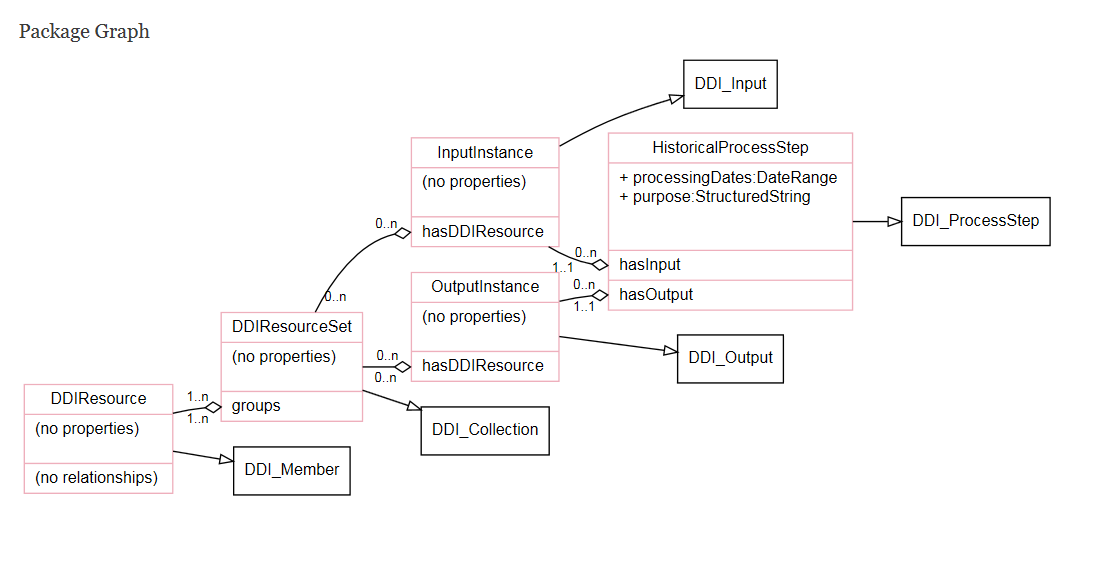 Package Graph
DDI_Input
InputInstance
(no properties)
hasDDIResource
HistoricalProcessStep
+ processingDates:DateRange
+ purpose:StructuredString
hasInput
hasOutput
DDI_ProcessStep
0..n
0..n
0..n
1..1
0..n
1..1
OutputInstance
(no properties)
hasDDIResource
DDI_Output
DDIResourceSet
(no properties)
groups
0..n
0..n
DDI_Collection
DDIResource
(no properties)
(no relationships)
1..n
1..n
DDI_Member